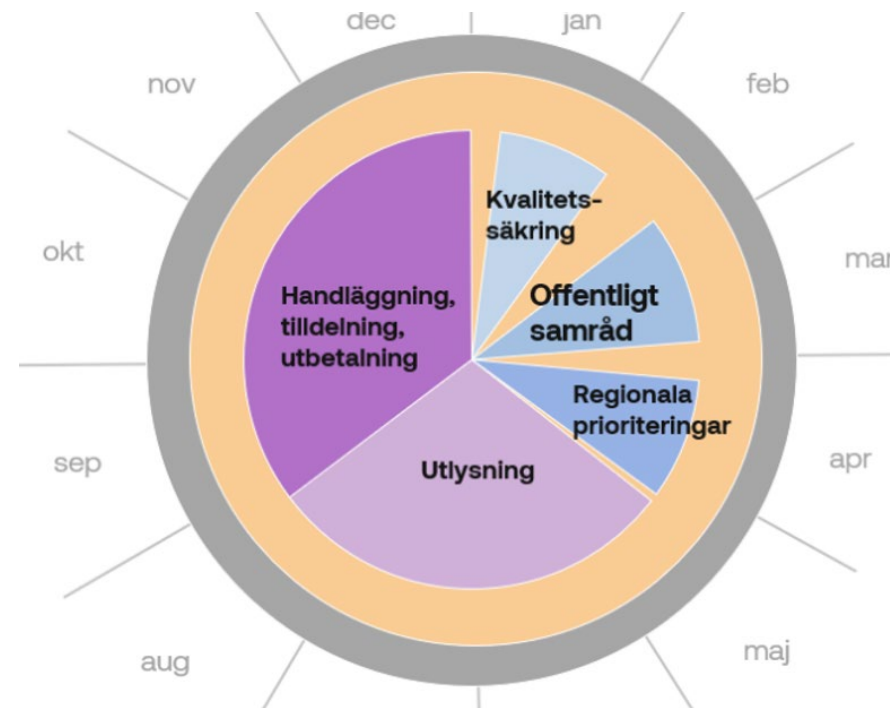 dec
jan
nov
feb
Kvalitets-
säkring
okt
mar
Handläggning,
tilldelning,
utbetalning
Offentligt
samråd
Regionala
prioriteringar
sep
Utlysning
apr
aug
maj